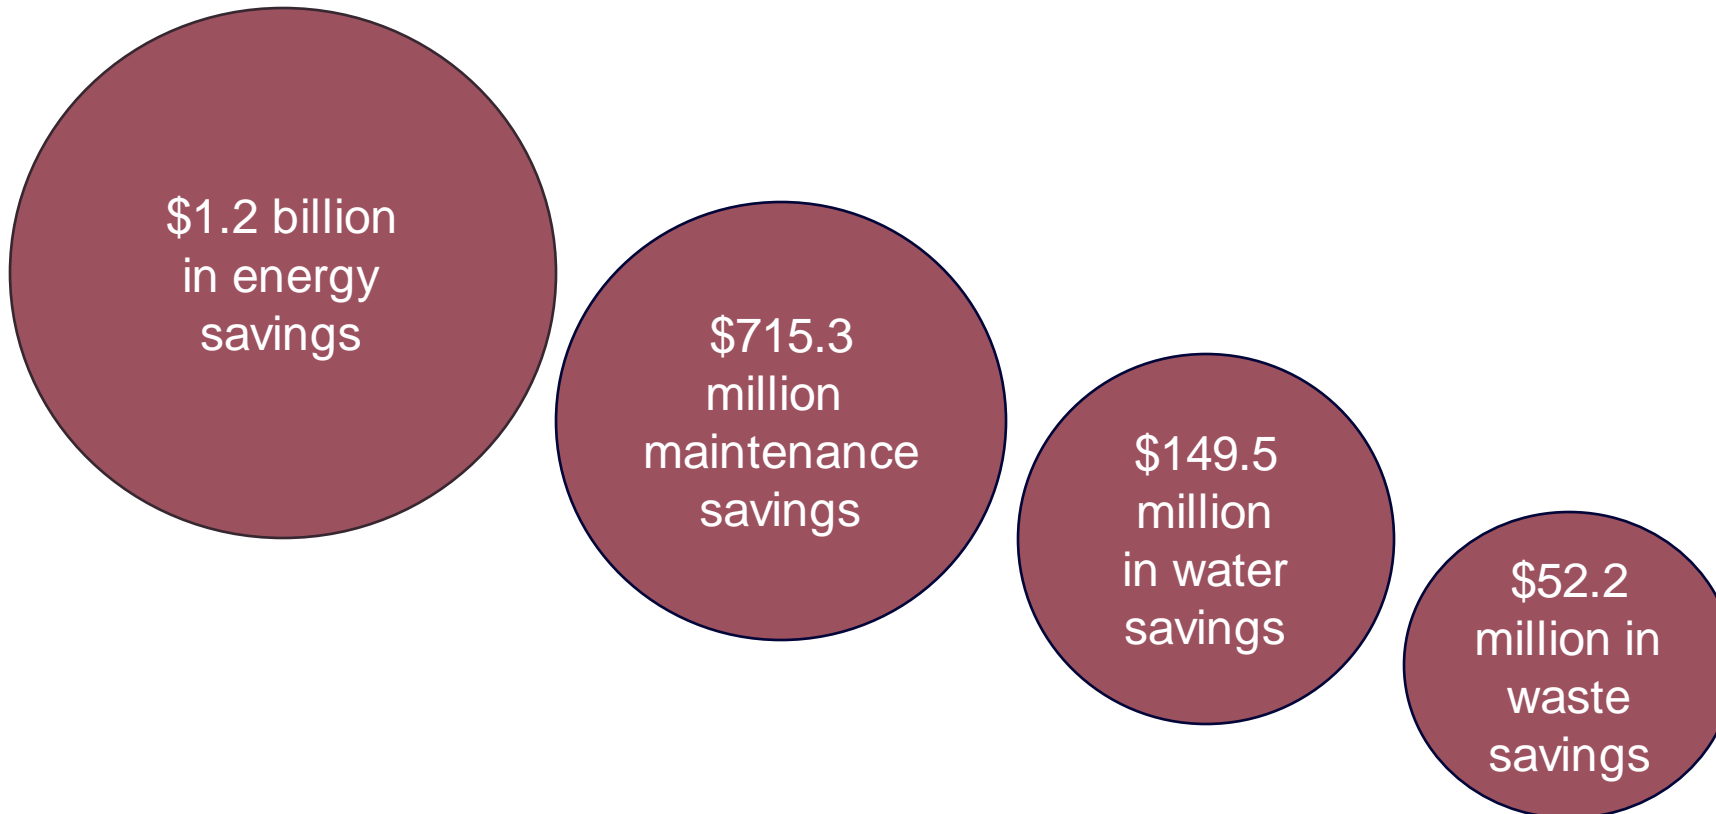 $1.2 billion
in energy
savings
$715.3
million
maintenance
savings
$149.5
million
in water
savings
$52.2
million in
waste
savings